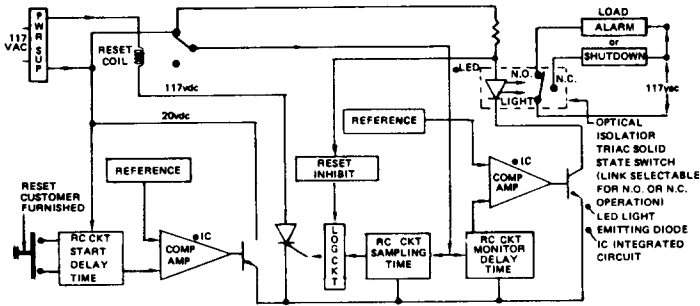 117
VAC
PWR SUP
RESET
COIL
117vdc
20vdc
LED
N.O.
N.C.
LIGHT
LOAD
ALARM
or
SHUTDOWN
117vac
OPTICAL
ISOLATIOR
TRIAC SOLID
STATE SWITCH
(LINK SELECTABLE
FOR N.O. OR N.C.
OPERATION)
LED LIGHT
EMITTING DIODE
IC INTEGRATED
CIRCUIT
REFERENCE
RESET
INHIBIT
IC
COMP
AMP
RESET
CUSTOMER
FURNISHED
REFERENCE
RC CKT
START
DELAY
TIME
IC
COMP
AMP
LOG CKT
RC CKT
SAMPLING
TIME
RC CKT
MONITOR
DELAY
TIME